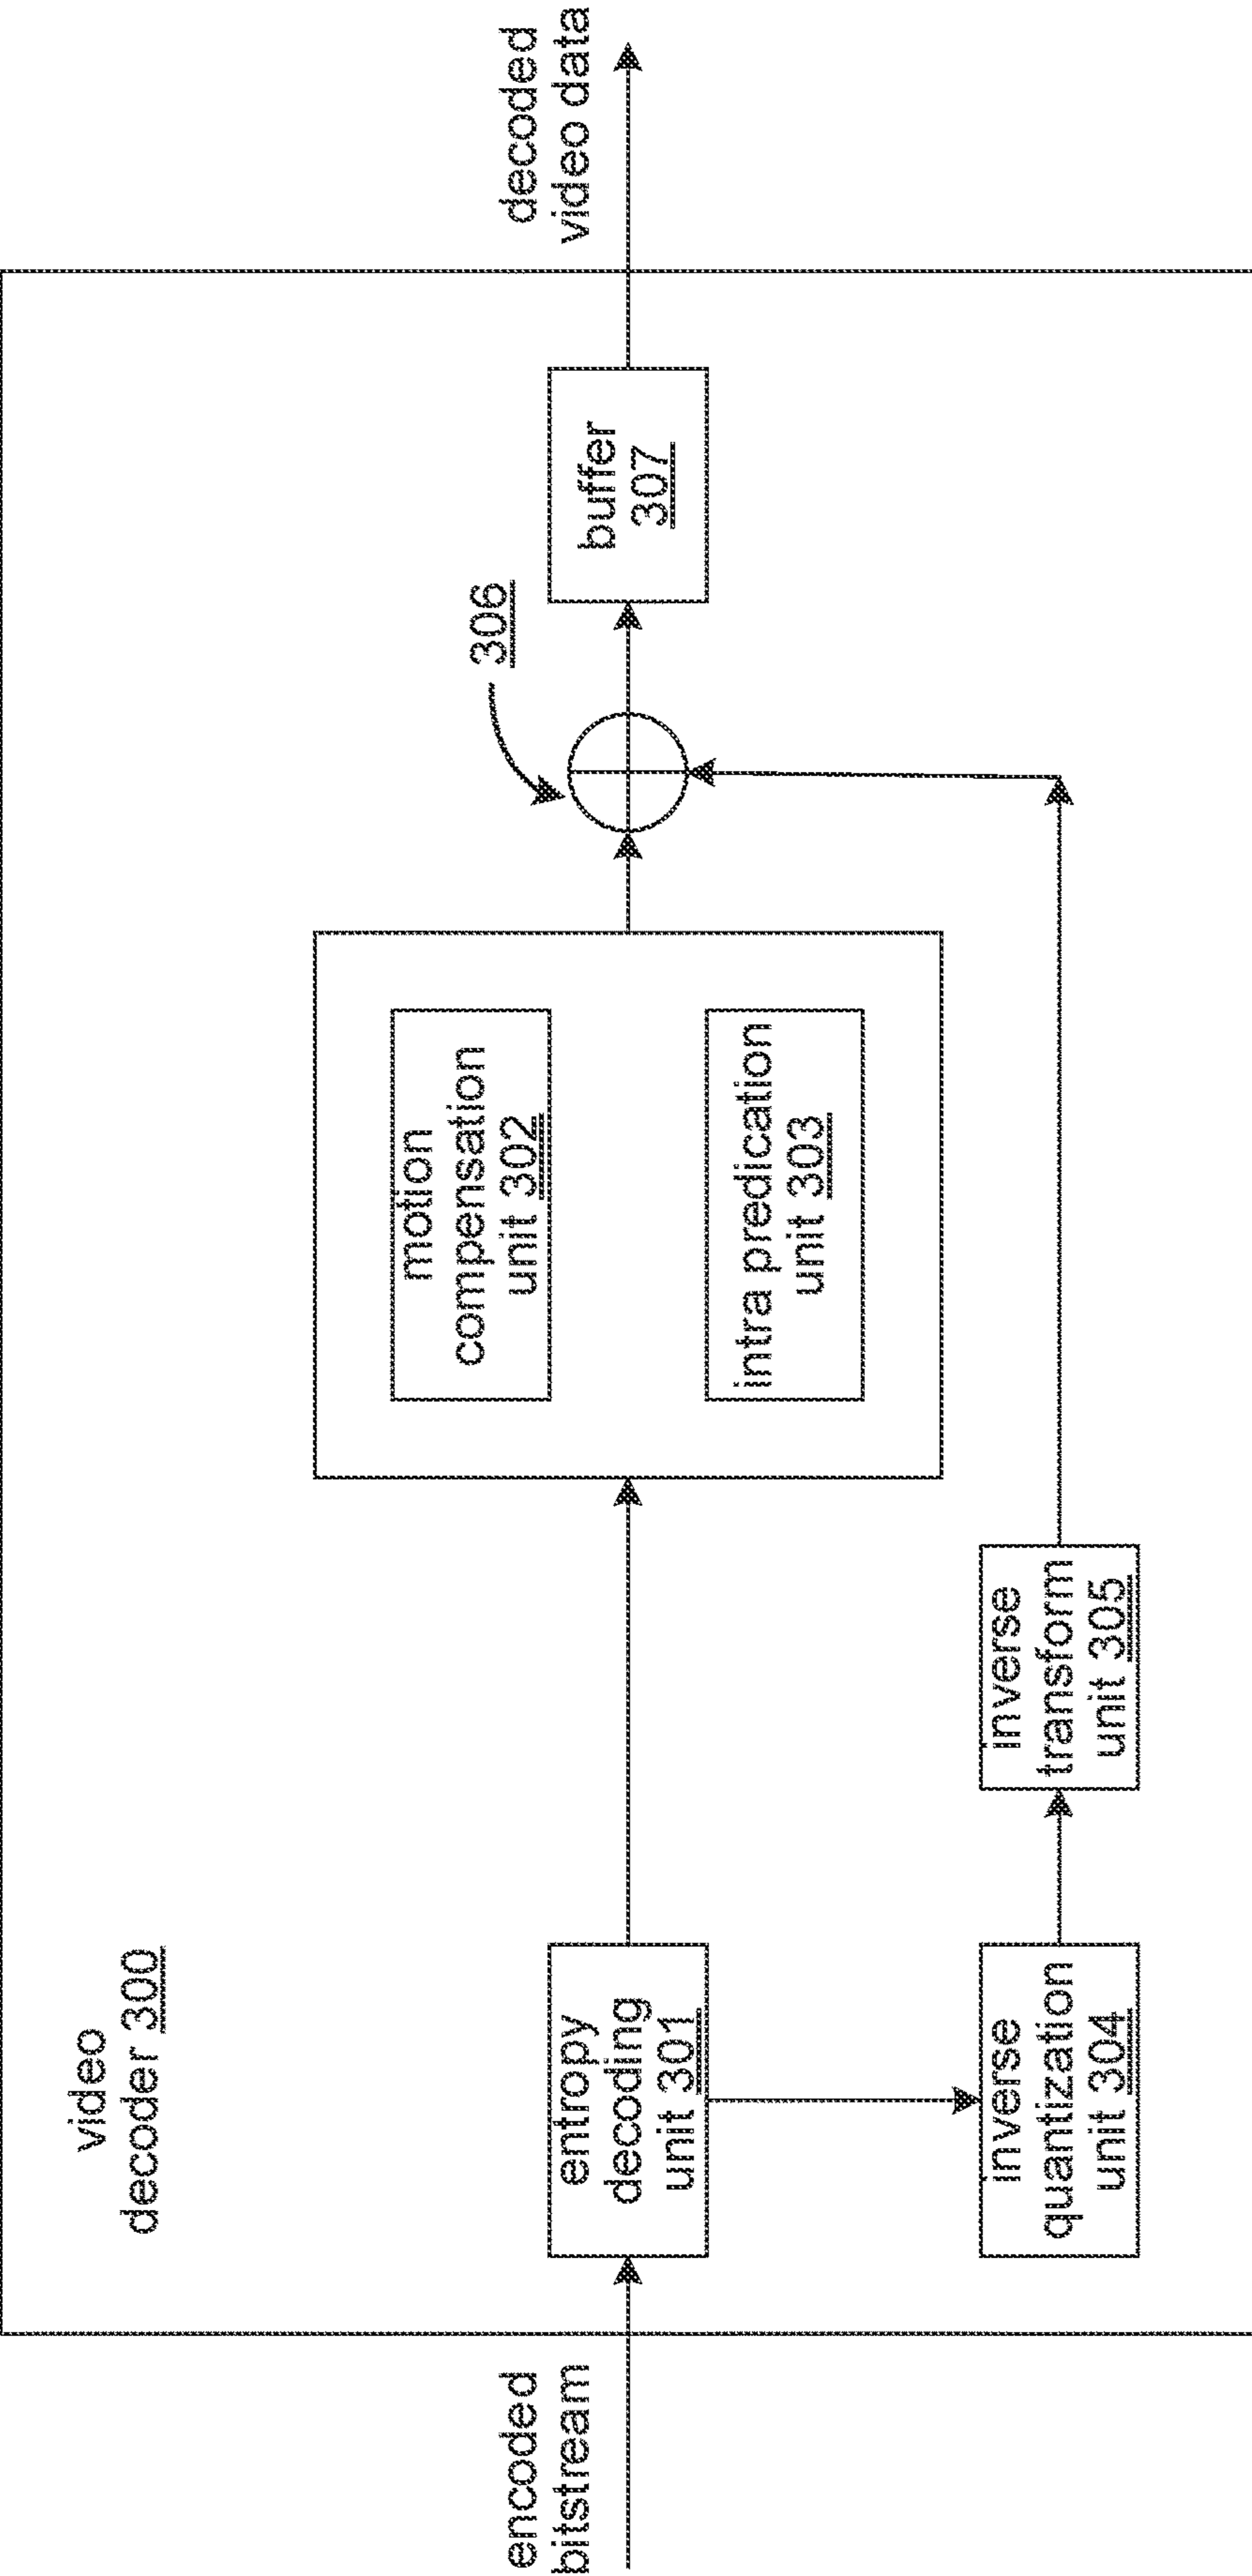 video
decoder 300
encoded
bitstream
entropy
decoding
unit 301
inverse
quantization
unit 304
inverse
transform
unit 305
motion
compensation
unit 302
intra predication
unit 303
306
buffer
307
decoded
video data